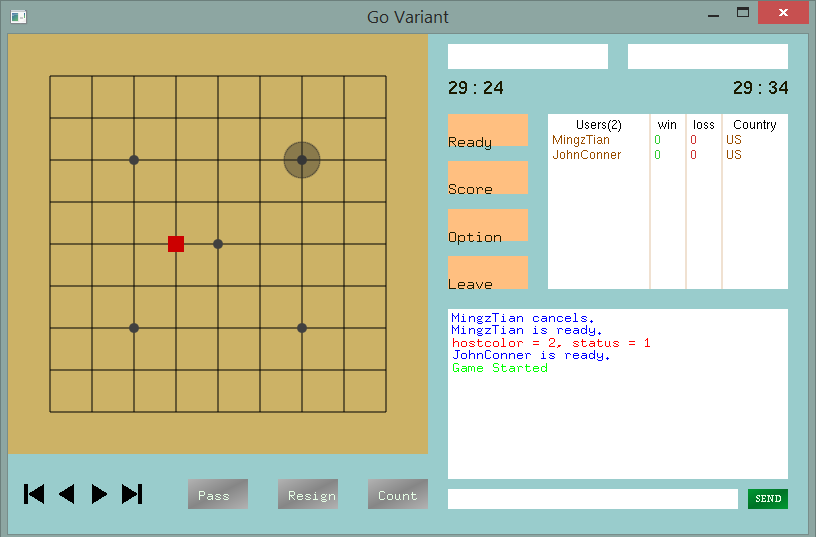 Go Variant
29 : 24
29 : 34
Ready
Score
Option
Leave
Users(2) win loss Country
MingzTian 0 0 US
JohnConner 0 0 US
MingzTian cancels.
MingzTian is ready.
hostcolor = 2, status = 1
JohnConner is ready.
Game Started
Pass Resign Count
SEND